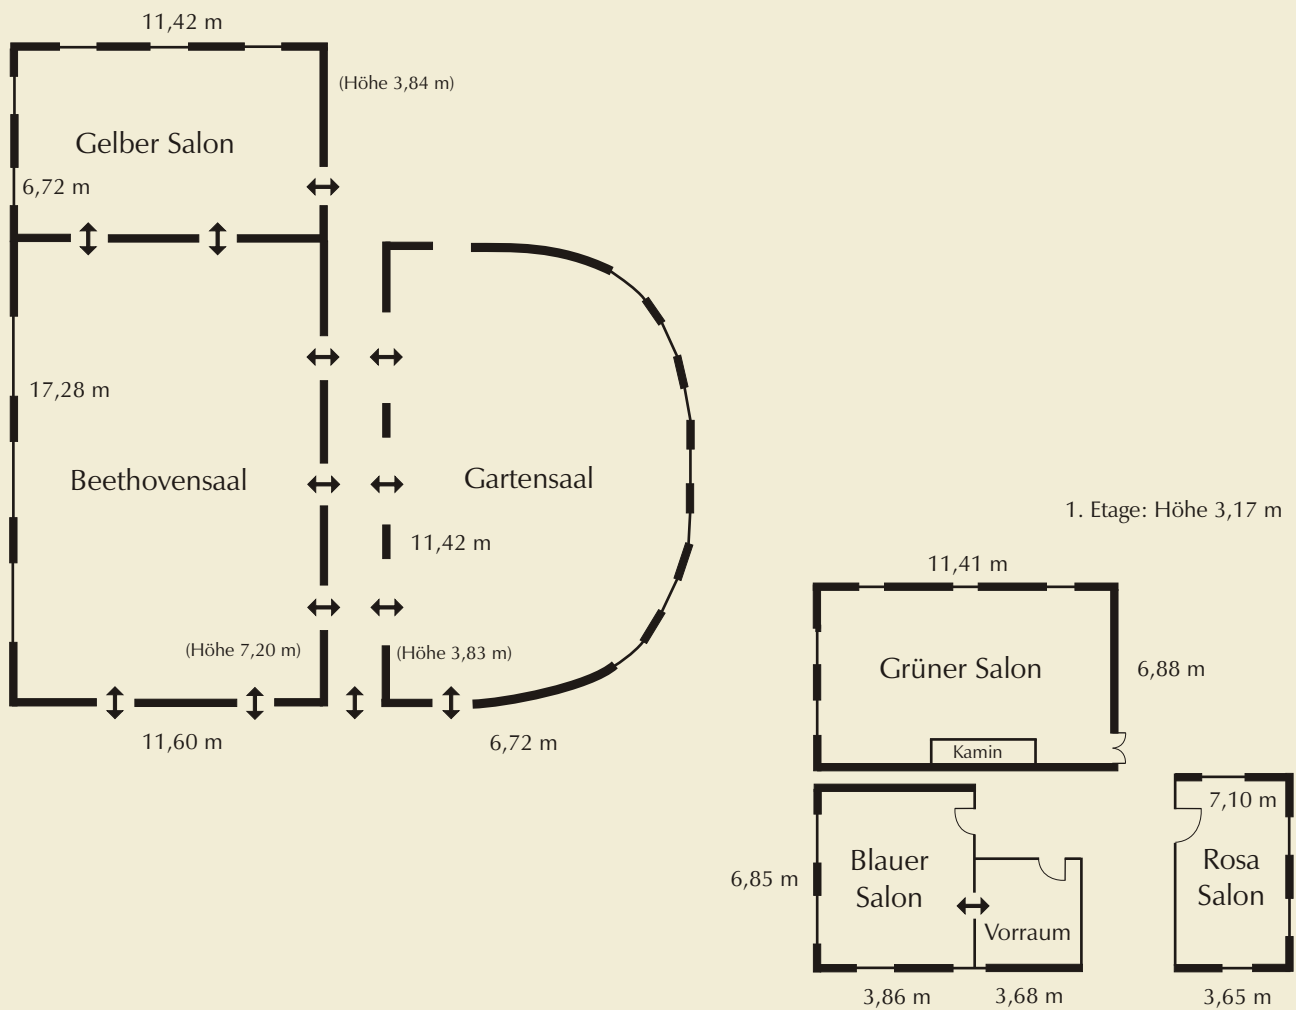 11,42 m
(Höhe 3,84 m)
Gelber Salon
6,72 m
17,28 m
Beethovensaal
Gartensaal
11,42 m
(Höhe 7,20 m)
(Höhe 3,83 m)
11,60 m
6,72 m
1. Etage: Höhe 3,17 m
11,41 m
Grüner Salon
6,88 m
Kamin
7,10 m
Blauer
Salon
6,85 m
Rosa
Salon
Vorraum
3,86 m
3,68 m
3,65 m